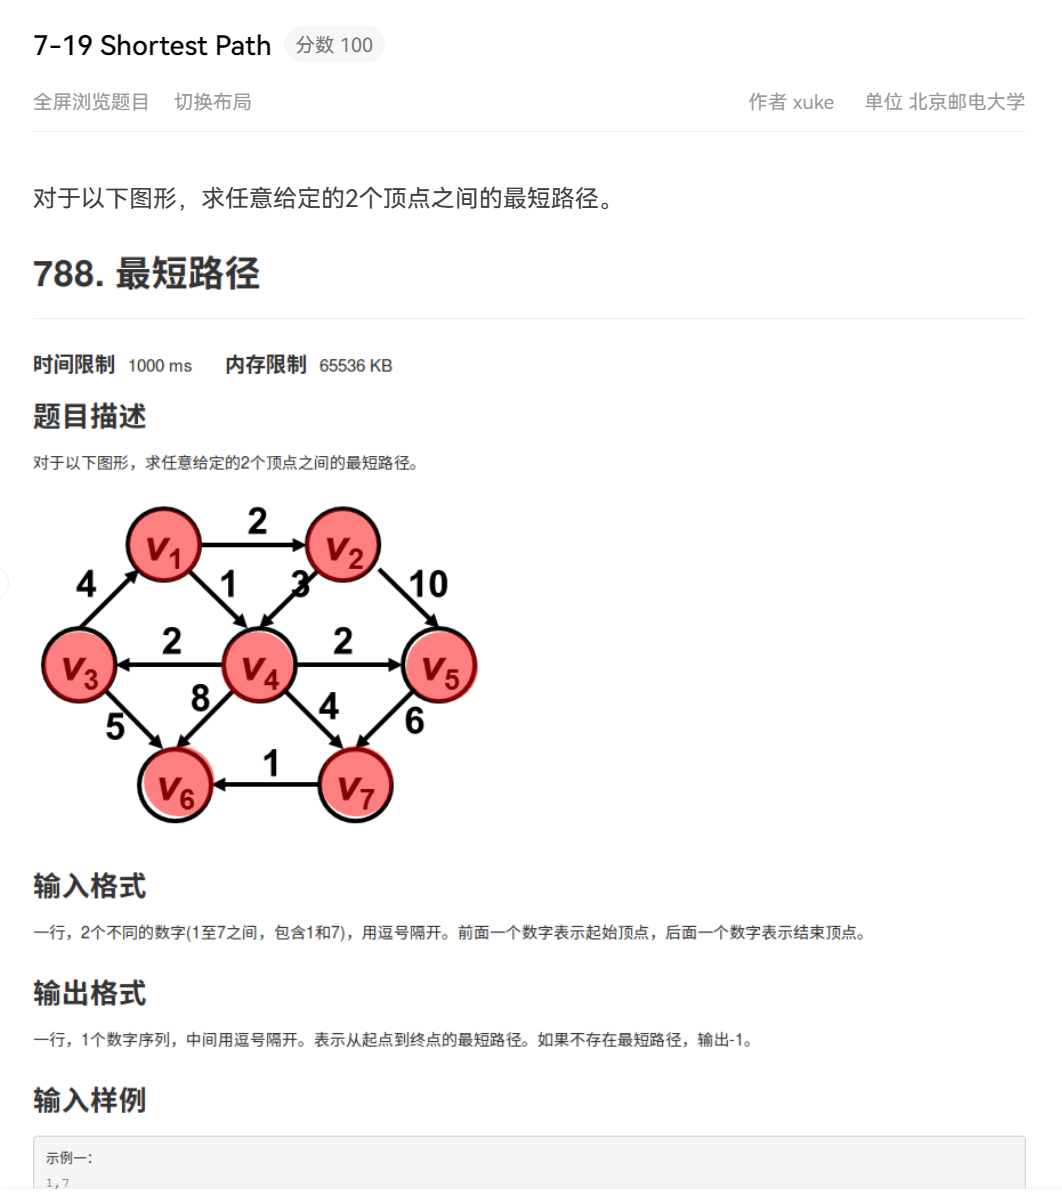 7-19 Shortest Path 分数 100
全屏浏览题目 切换布局 作者 xuke 单位 北京邮电大学
对于以下图形，求任意给定的2个顶点之间的最短路径。
788. 最短路径
时间限制 1000 ms 内存限制 65536 KB
题目描述
对于以下图形，求任意给定的2个顶点之间的最短路径。
2
V1 V2
4 1 3 10
2 2
V3 V4 V5
8 4
5 6
1
V6 V7
输入格式
一行，2个不同的数字(1至7之间，包含1和7)，用逗号隔开。前面一个数字表示起始顶点，后面一个数字表示结束顶点。
输出格式
一行，1个数字序列，中间用逗号隔开。表示从起点到终点的最短路径。如果不存在最短路径，输出-1。
输入样例
示例一：
1,7